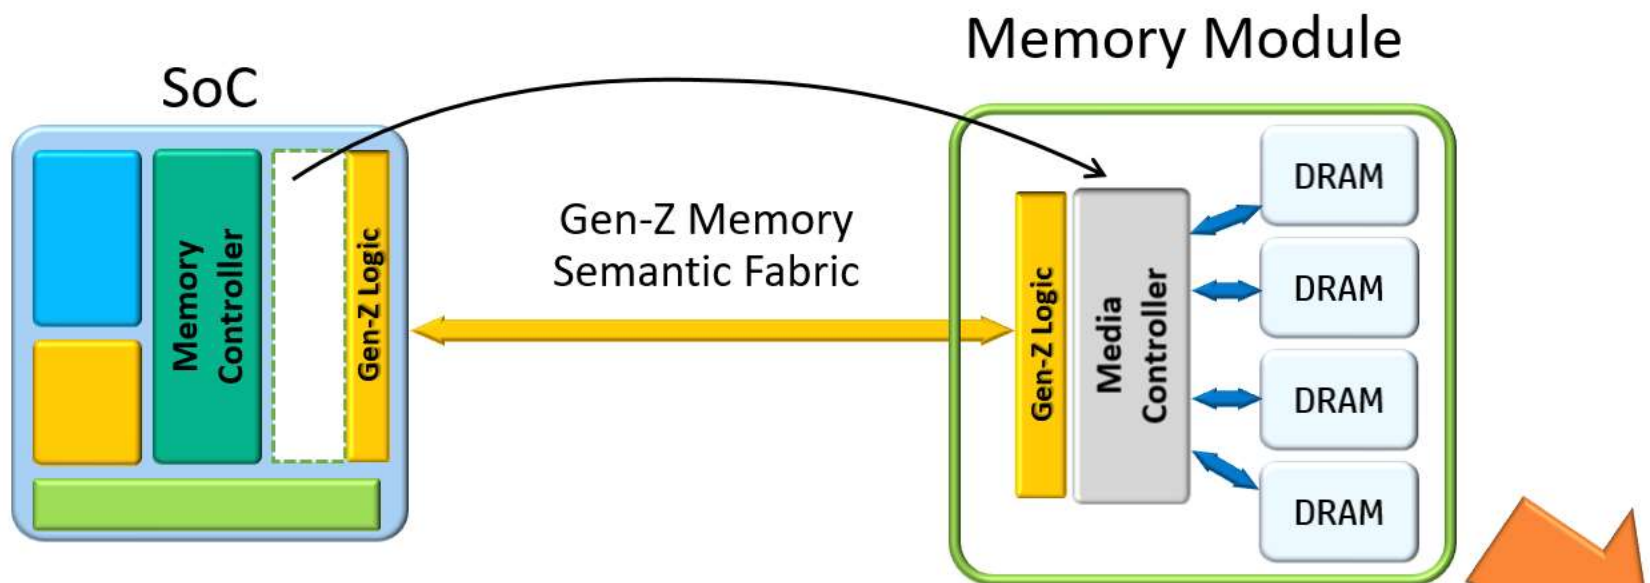 SoC
Memory
Controller
Gen-Z Logic
Gen-Z Memory
Semantic Fabric
Memory Module
Gen-Z Logic
Media
Controller
DRAM
DRAM
DRAM
DRAM